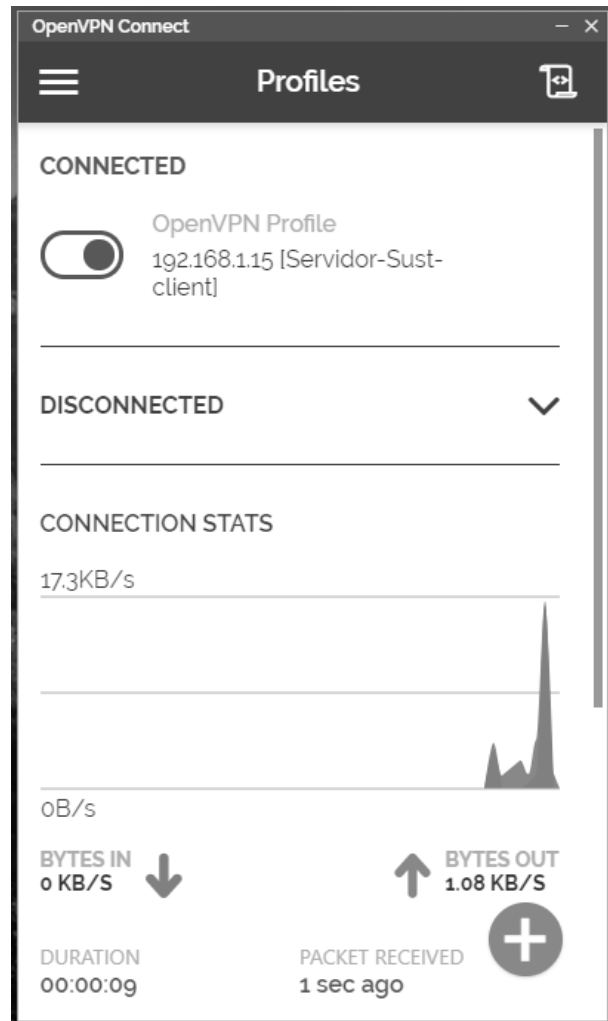 OpenVPN Connect
Profiles
CONNECTED
OpenVPN Profile
192.168.1.15 [Servidor-Sust-
client]
DISCONNECTED
CONNECTION STATS
17.3KB/s
0B/s
BYTES IN
0 KB/S
BYTES OUT
1.08 KB/S
DURATION
00:00:09
PACKET RECEIVED
1 sec ago